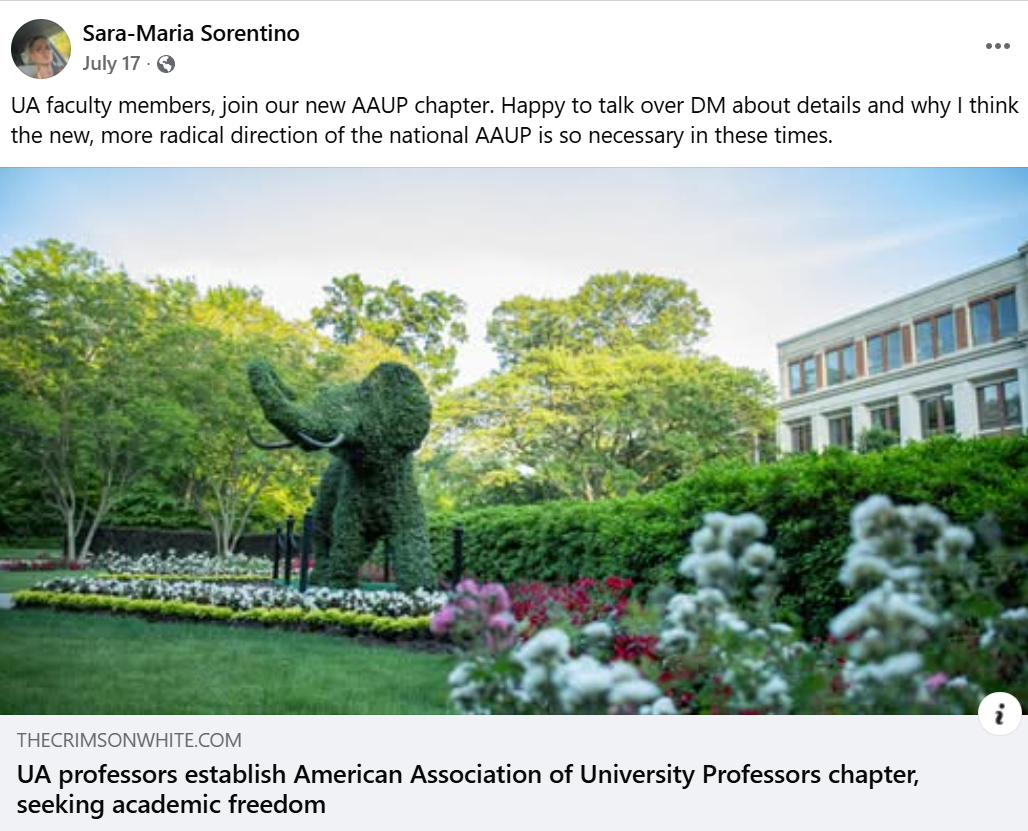 Sara-Maria Sorentino
July 17 ·
UA faculty members, join our new AAUP chapter. Happy to talk over DM about details and why I think
the new, more radical direction of the national AAUP is so necessary in these times.
THECRIMSONWHITE.COM
UA professors establish American Association of University Professors chapter,
seeking academic freedom